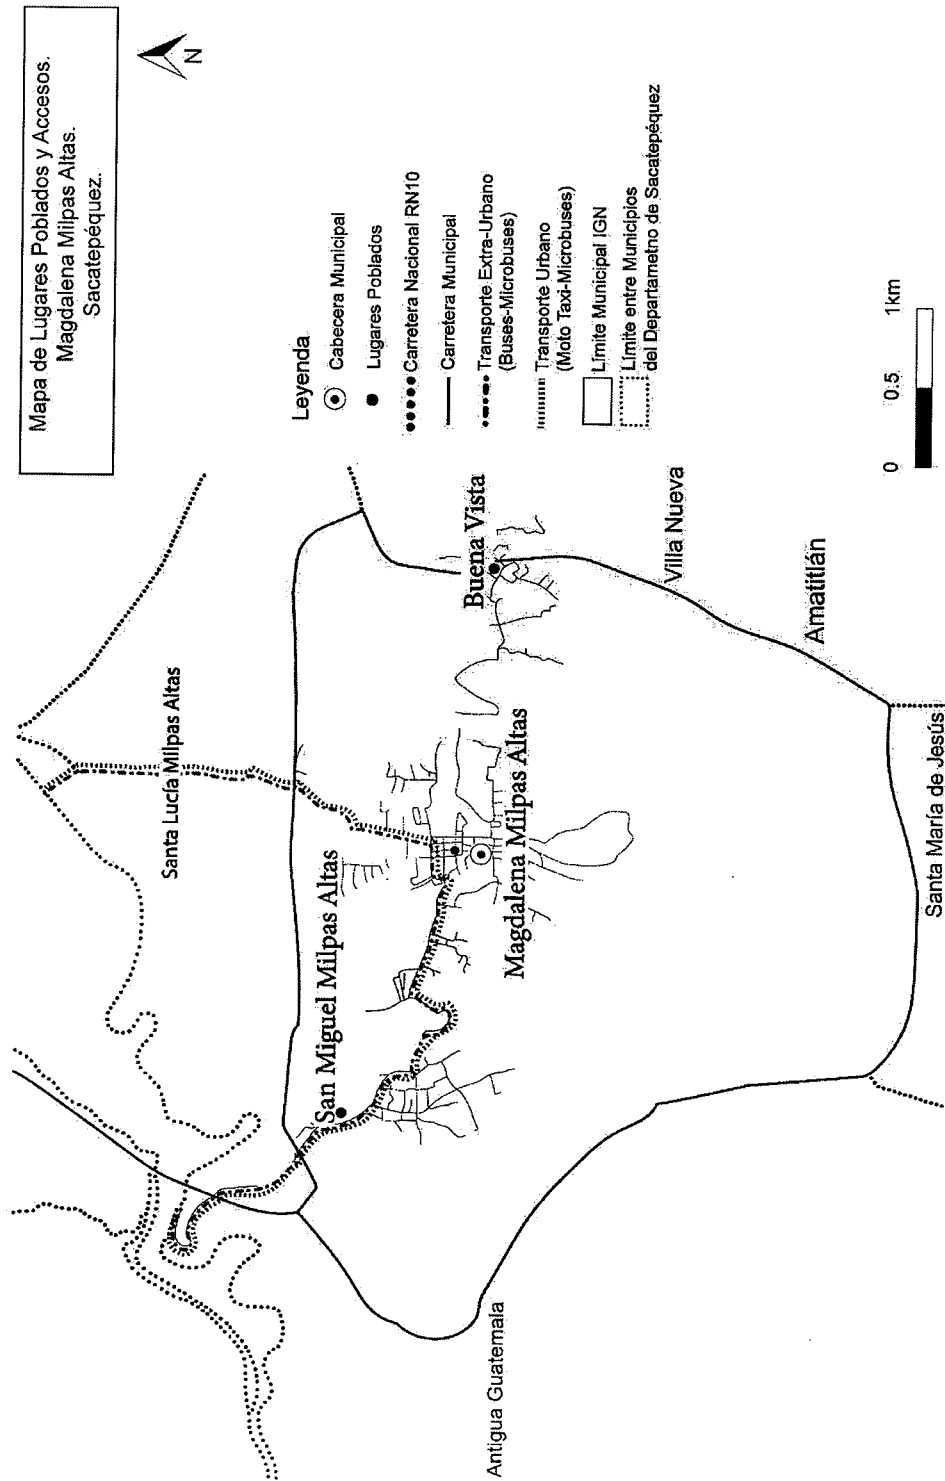 Mapa de Lugares Poblados y Accesos.
Magdalena Milpas Altas.
Sacatepéquez.
N
Leyenda
Cabecera Municipal
Lugares Poblados
Carretera Nacional RN10
Carretera Municipal
Transporte Extra-Urbano
(Buses-Microbuses)
Transporte Urbano
(Moto Taxi-Microbuses)
Límite Municipal IGN
Límite entre Municipios
del Departametno de Sacatepéquez
0
0.5
1km
Santa Lucía Milpas Altas
San Miguel Milpas Altas
Magdalena Milpas Altas
Buena Vista
Villa Nueva
Amatitlán
Santa María de Jesús
Antigua Guatemala